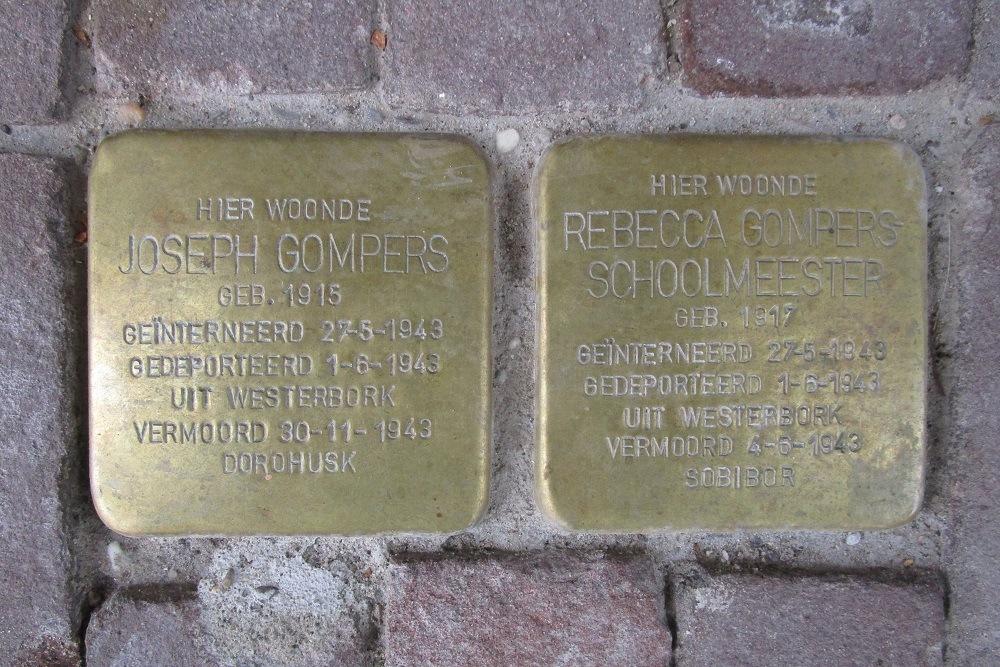 HIER WOONDE
JOSEPH GOMPERS
GEB. 1915
GEÏNTERNEERD 27-5-1943
GEDEPORTEERD 1-6-1943
UIT WESTERBORK
VERMOORD 30-11-1943
DOROHUSK
HIER WOONDE
REBECCA GOMPERS-
SCHOOLMEESTER
GEB. 1917
GEÏNTERNEERD 27-5-1943
GEDEPORTEERD 1-6-1943
UIT WESTERBORK
VERMOORD 4-6-1943
SOBIBOR